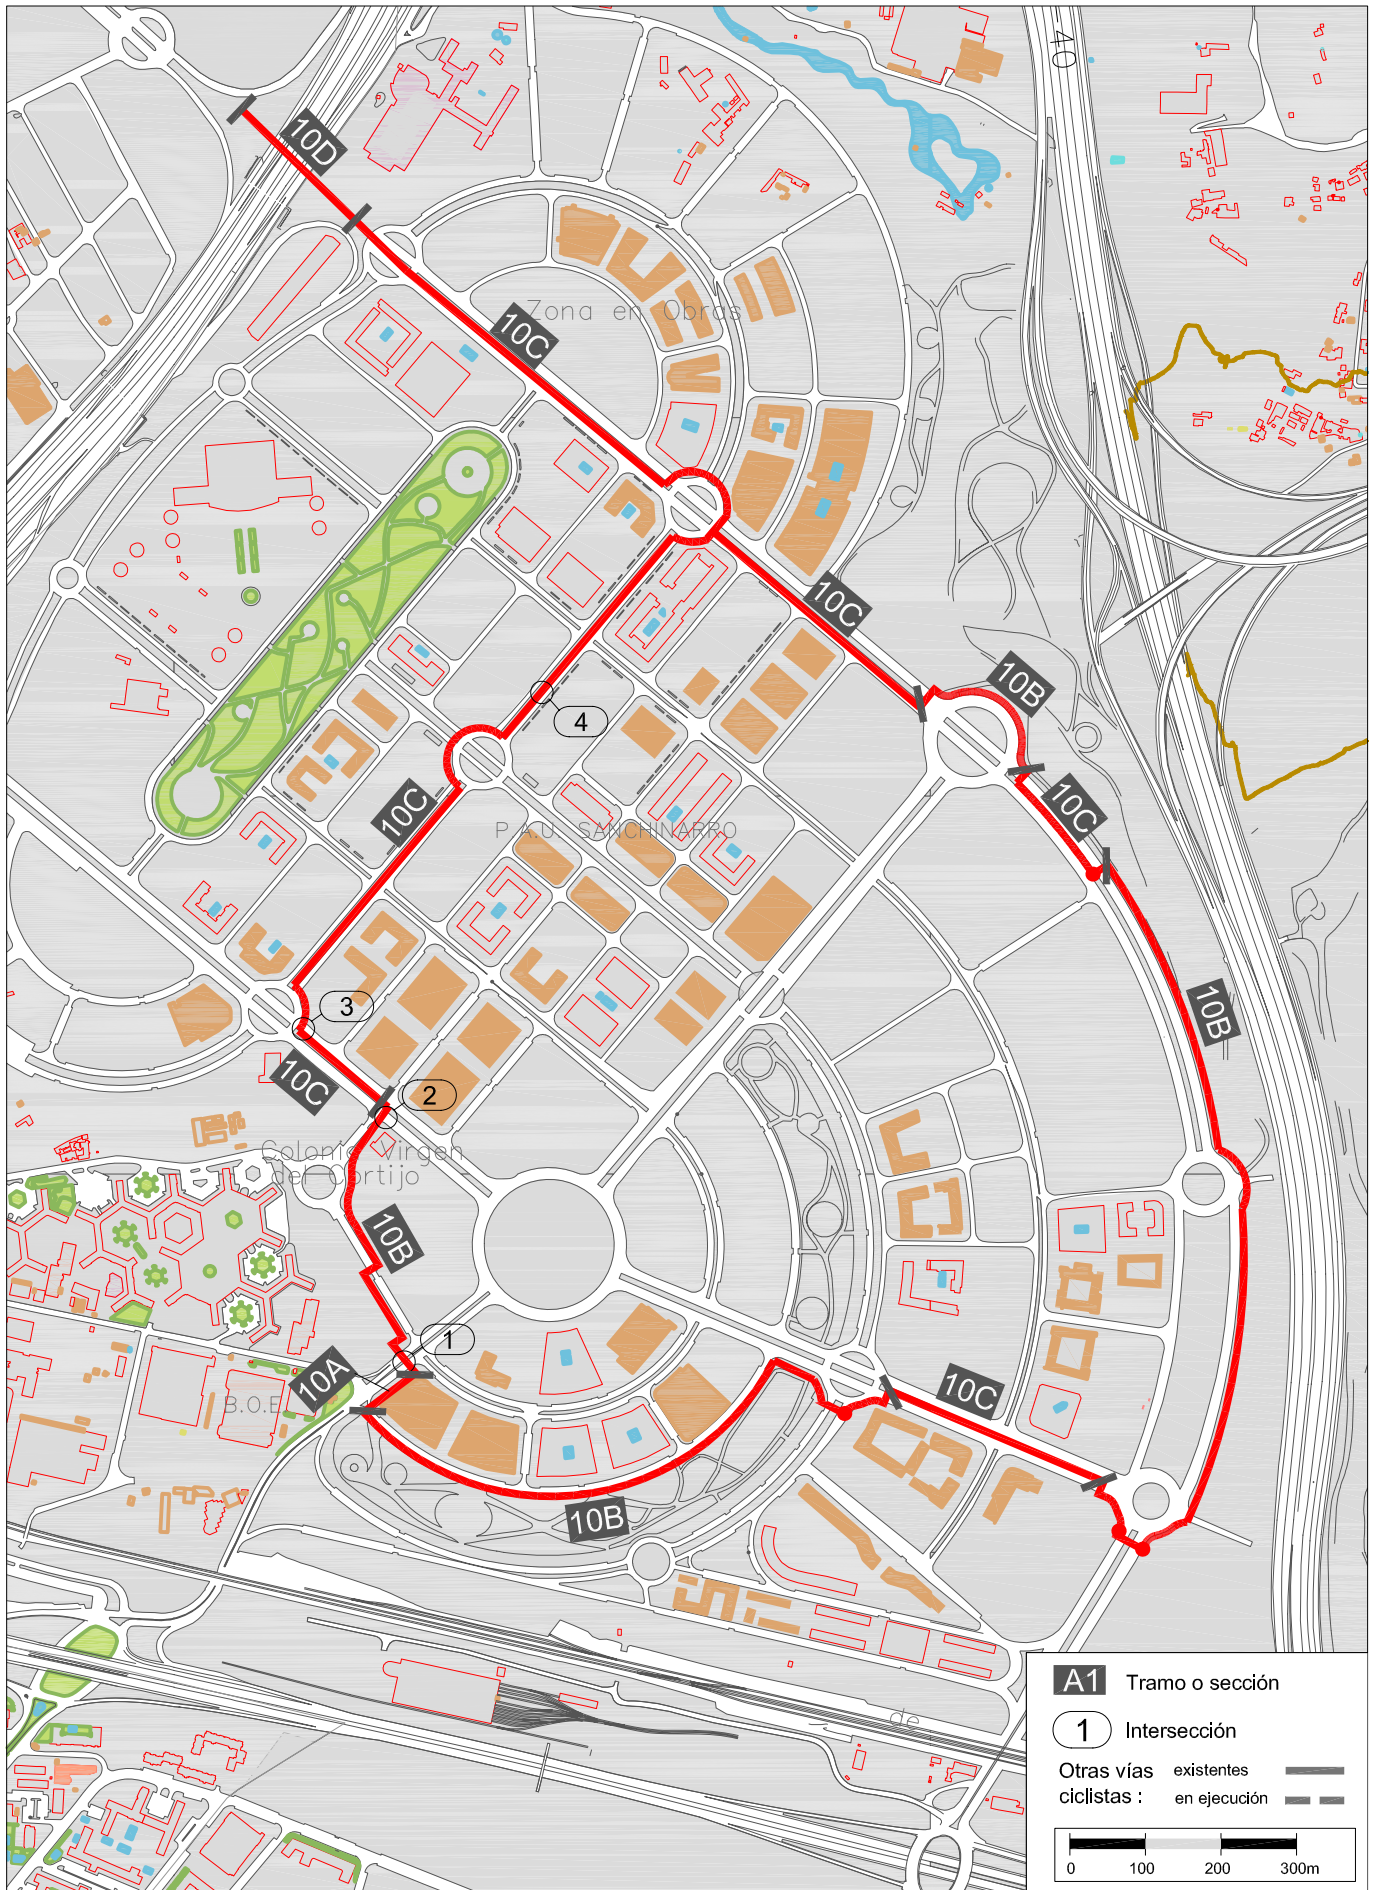 40
10D
Zona en Obras
10C
10C
10B
4
10C
10C
P.A.U. SANCHINARRO
3
10B
10C
2
Colonia Virgen
del Cortijo
10B
1
10A
10C
B.O.E.
10B
de
A1 Tramo o sección
1 Intersección
Otras vías existentes
ciclistas : en ejecución
0 100 200 300m